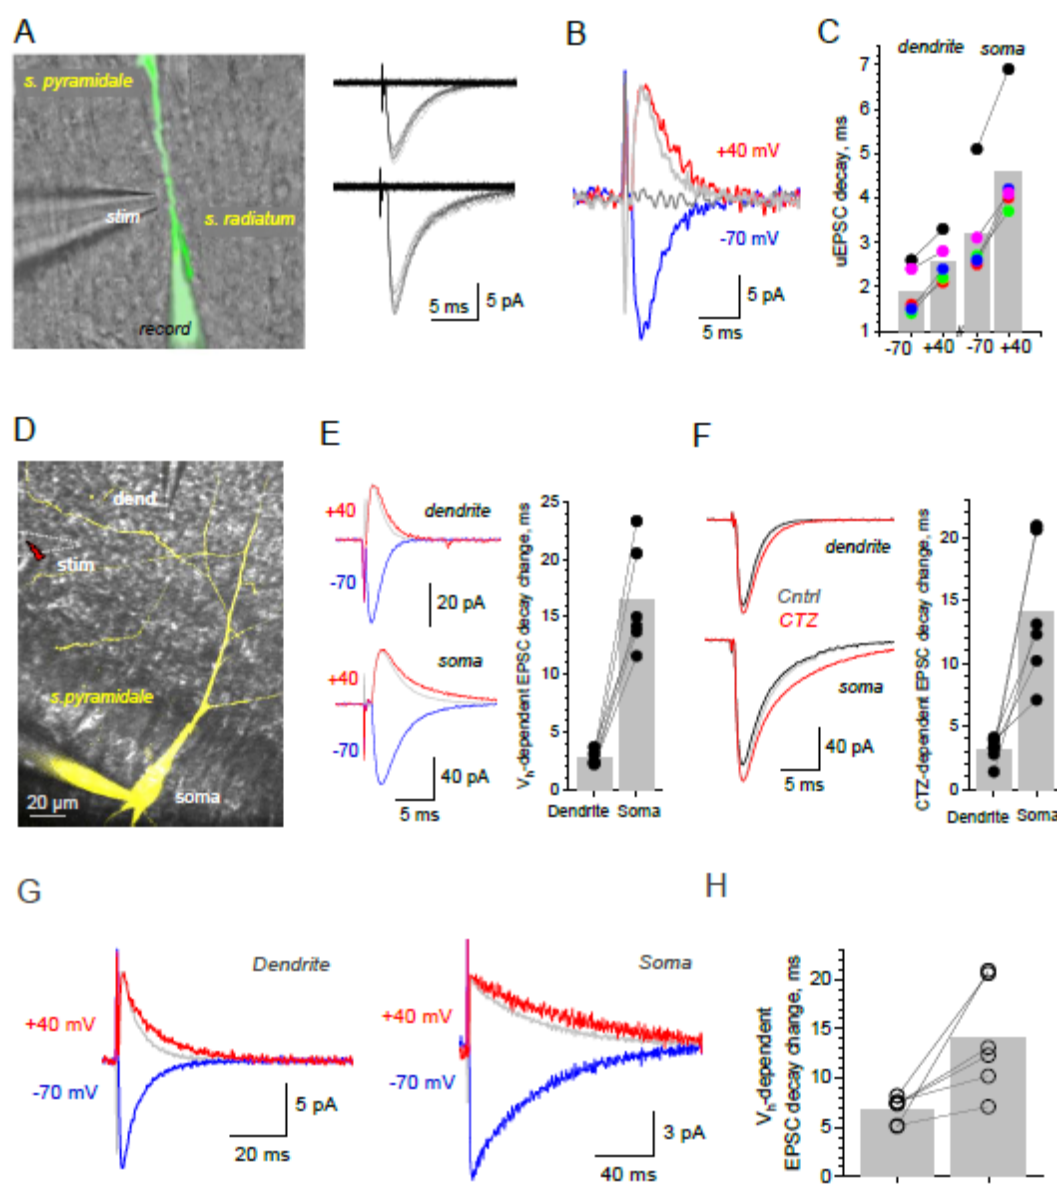 A
s. pyramidale
stim
s. radiatum
record
5 ms
5 pA
B
+40 mV
-70 mV
5 pA
5 ms
C
dendrite
soma
uEPSC decay, ms
7
6
5
4
3
2
1
-70
+40
-70
+40
D
dend
stim
s.pyramidale
soma
20 µm
E
+40
dendrite
-70
20 pA
+40
soma
-70
40 pA
5 ms
Vh-dependent EPSC decay change, ms
25
20
15
10
5
0
Dendrite
Soma
F
dendrite
Cntrl
CTZ
soma
40 pA
5 ms
CTZ-dependent EPSC decay change, ms
20
15
10
5
0
Dendrite
Soma
G
Dendrite
+40 mV
-70 mV
5 pA
20 ms
Soma
+40 mV
-70 mV
3 pA
40 ms
H
Vh-dependent
EPSC decay change, ms
20
15
10
5
0